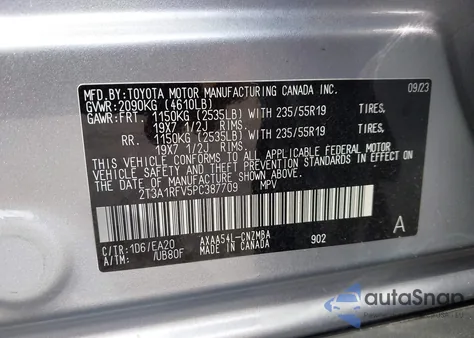 MFD.BY:TOYOTA MOTOR MANUFACTURING CANADA INC. 09/23
GVWR:2090KG (4610LB)
GAWR:FRT. 1150KG (2535LB) WITH 235/55R19 TIRES,
19X7 1/2J RIMS
RR. 1150KG (2535LB) WITH 235/55R19 TIRES,
19X7 1/2J RIMS
THIS VEHICLE CONFORMS TO ALL APPLICABLE FEDERAL MOTOR
VEHICLE SAFETY, BUMPER, AND THEFT PREVENTION STANDARDS IN
EFFECT ON THE DATE OF MANUFACTURE SHOWN ABOVE.
2T3A1RFV5PC387709 MPV
A
C/TR:1D6/EA20 AXAA54L-CNZMBA
A/TM: /UB80F MADE IN CANADA 902
autoSnap